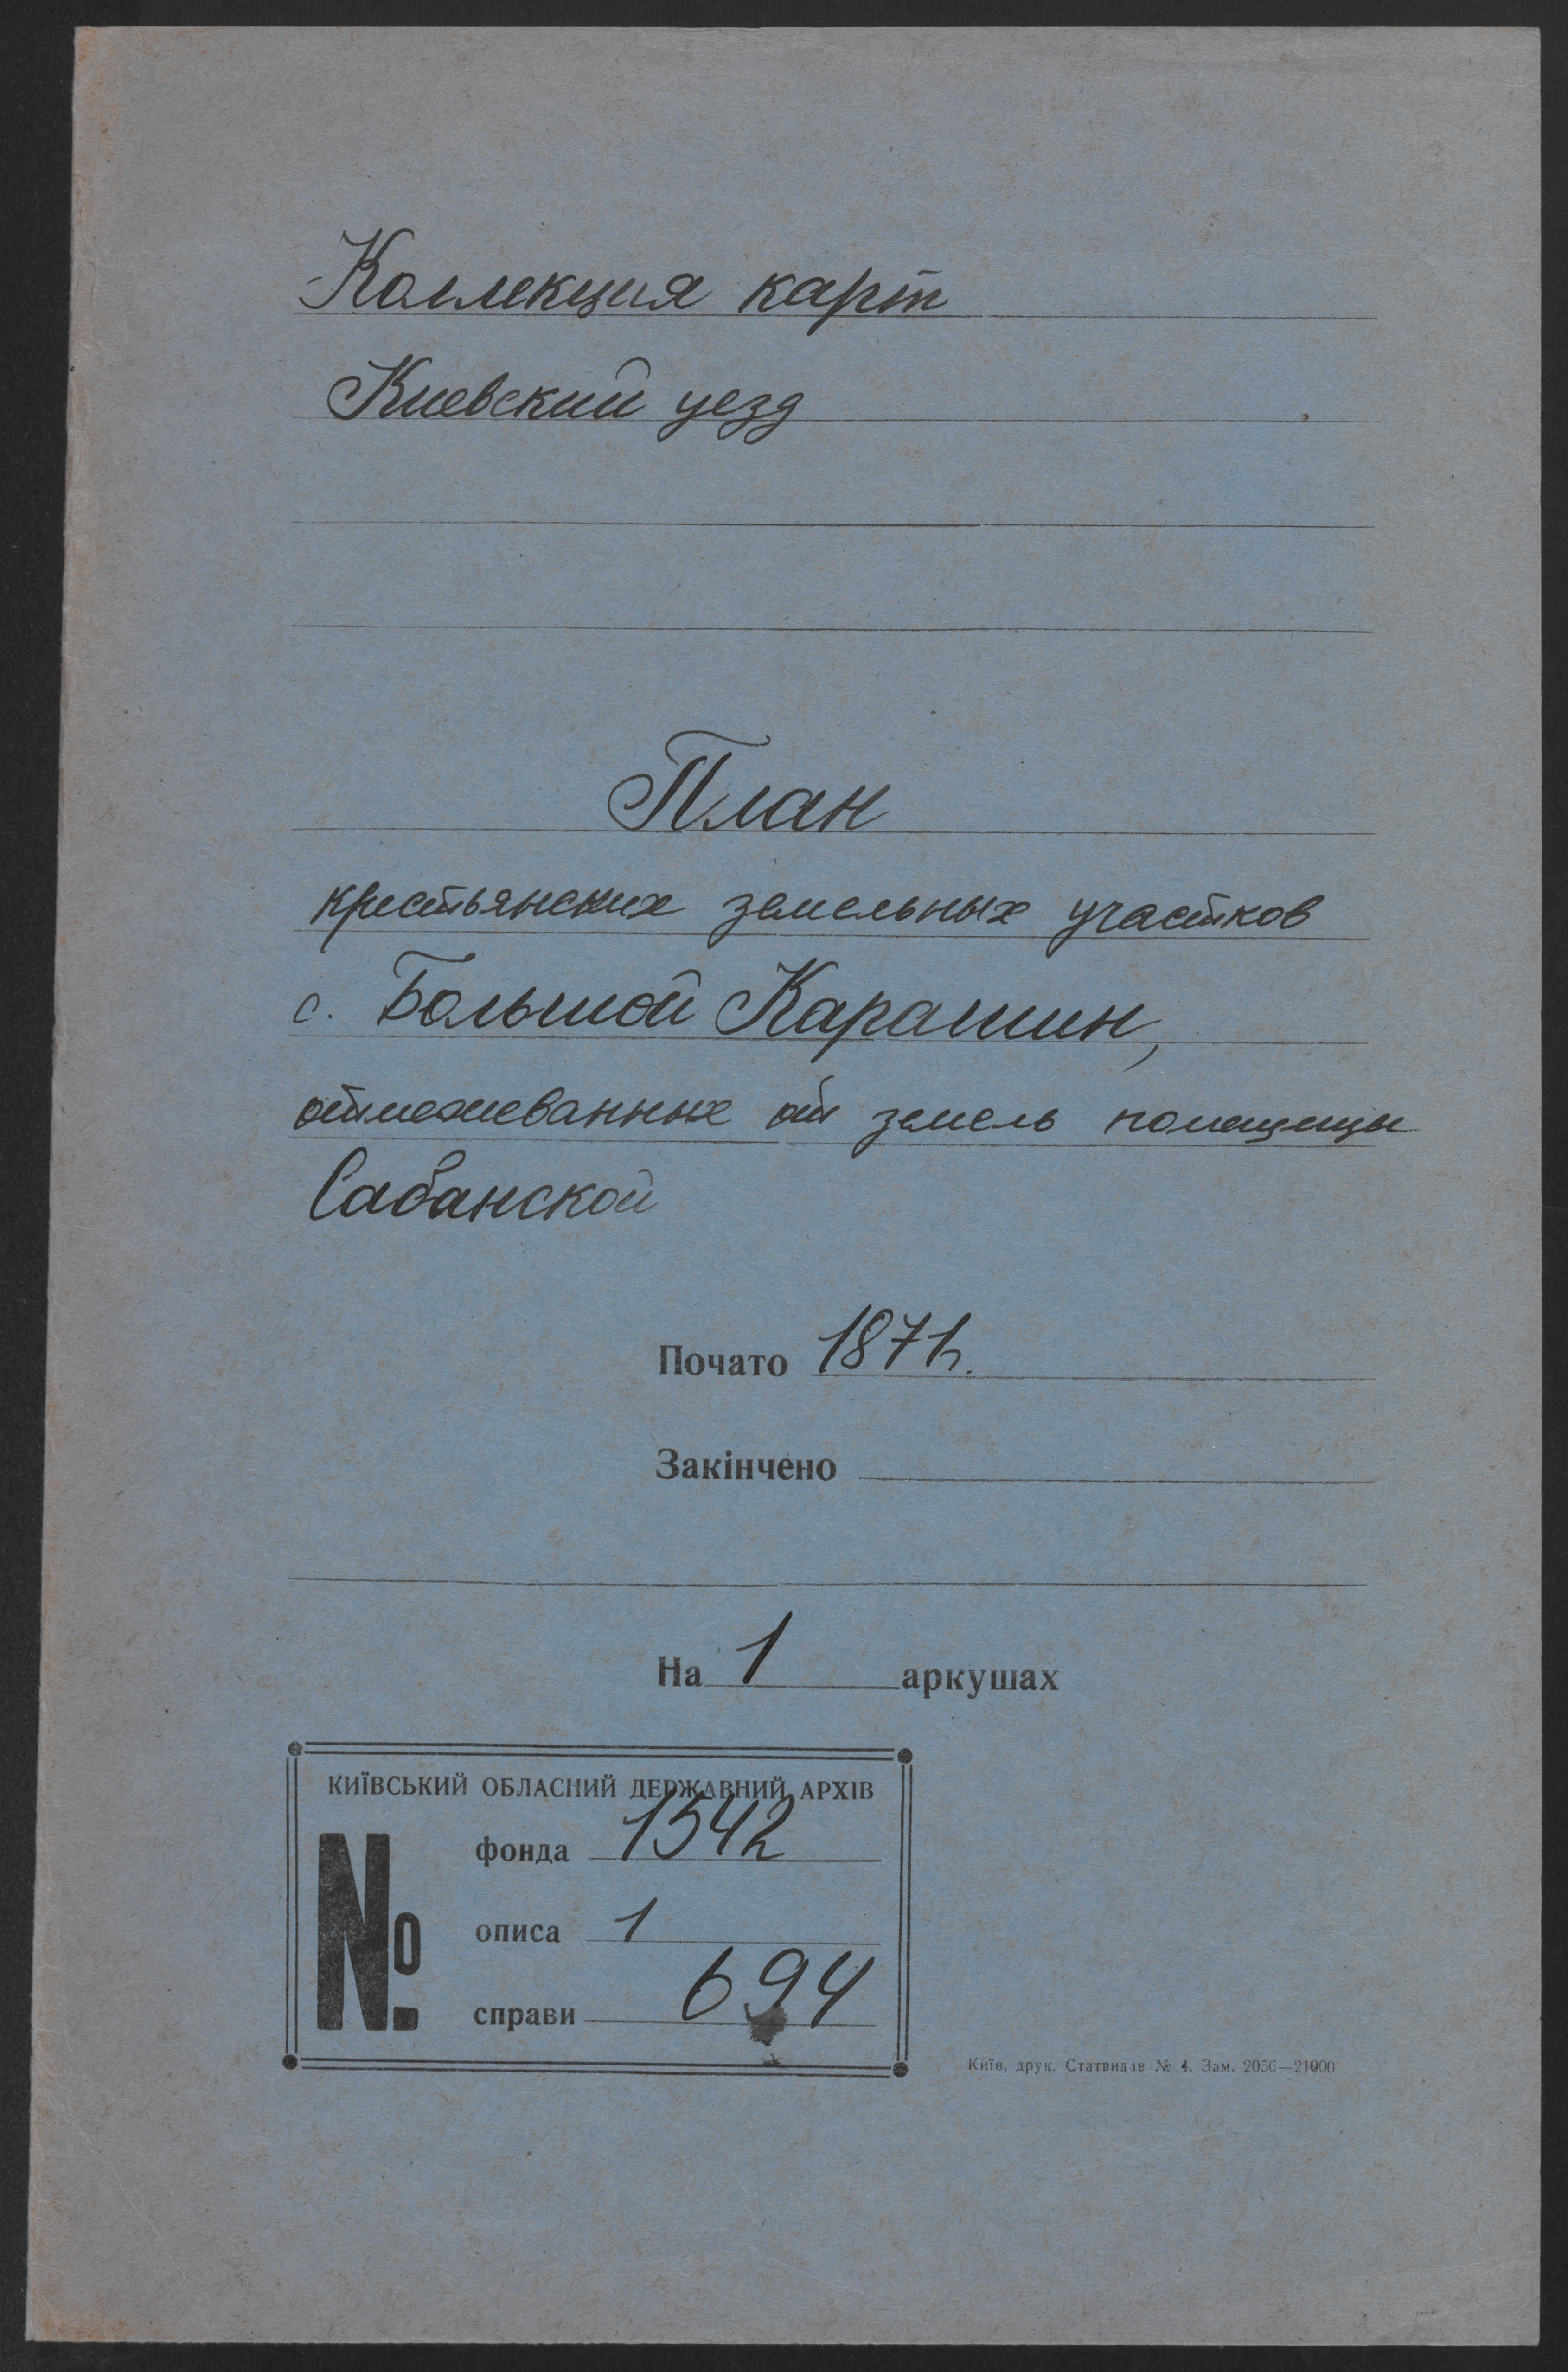 Коллекция карт
Киевский уезд
План
крестьянских земельных участков
с. Большой Карашин,
отмежеванных от земель помещицы
Сабанской
Почато 1871г.
Закінчено
На 1 аркушах
КИЇВСЬКИЙ ОБЛАСНИЙ ДЕРЖАВНИЙ АРХІВ
№
фонда 1542
описа 1
справи 694
Київ, друк. Статвидав № 4. Зам. 2056—21000